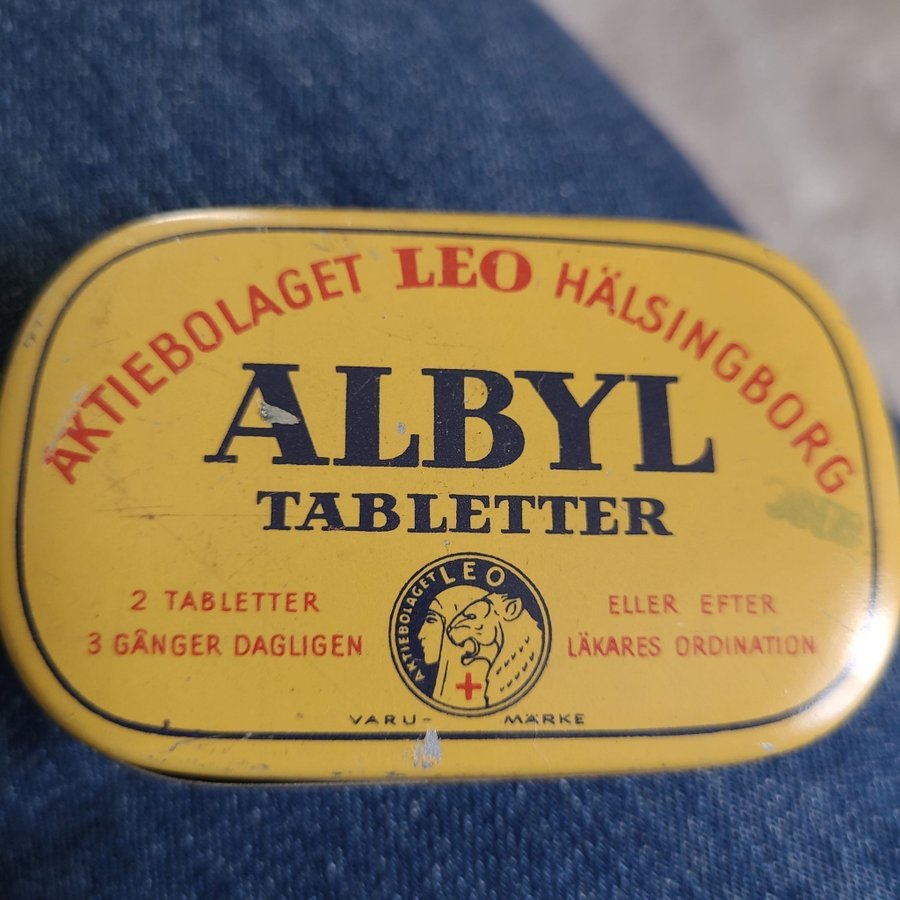 AKTIEBOLAGET LEO HÄLSINGBORG
ALBYL
TABLETTER
2 TABLETTER
3 GÅNGER DAGLIGEN
AKTIEBOLAGET LEO
ELLER EFTER
LÄKARES ORDINATION
VARU- MÄRKE